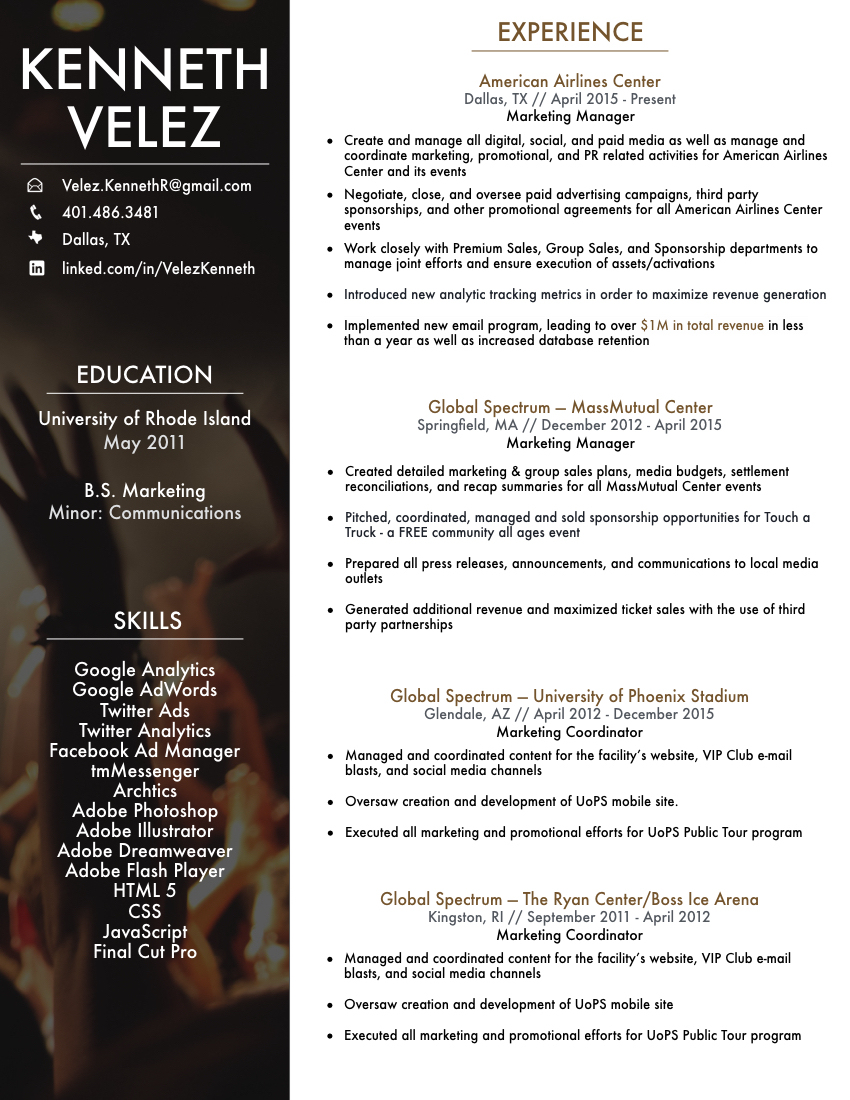 KENNETH
VELEZ
Velez.KennethR@gmail.com
401.486.3481
Dallas, TX
linked.com/in/VelezKenneth
EDUCATION
University of Rhode Island
May 2011
B.S. Marketing
Minor: Communications
SKILLS
Google Analytics
Google AdWords
Twitter Ads
Twitter Analytics
Facebook Ad Manager
tmMessenger
Archtics
Adobe Photoshop
Adobe Illustrator
Adobe Dreamweaver
Adobe Flash Player
HTML 5
CSS
JavaScript
Final Cut Pro
EXPERIENCE
American Airlines Center
Dallas, TX // April 2015 - Present
Marketing Manager
• Create and manage all digital, social, and paid media as well as manage and
coordinate marketing, promotional, and PR related activities for American Airlines
Center and its events
• Negotiate, close, and oversee paid advertising campaigns, third party
sponsorships, and other promotional agreements for all American Airlines Center
events
• Work closely with Premium Sales, Group Sales, and Sponsorship departments to
manage joint efforts and ensure execution of assets/activations
• Introduced new analytic tracking metrics in order to maximize revenue generation
• Implemented new email program, leading to over $1M in total revenue in less
than a year as well as increased database retention
Global Spectrum — MassMutual Center
Springfield, MA // December 2012 - April 2015
Marketing Manager
• Created detailed marketing & group sales plans, media budgets, settlement
reconciliations, and recap summaries for all MassMutual Center events
• Pitched, coordinated, managed and sold sponsorship opportunities for Touch a
Truck - a FREE community all ages event
• Prepared all press releases, announcements, and communications to local media
outlets
• Generated additional revenue and maximized ticket sales with the use of third
party partnerships
Global Spectrum — University of Phoenix Stadium
Glendale, AZ // April 2012 - December 2015
Marketing Coordinator
• Managed and coordinated content for the facility's website, VIP Club e-mail
blasts, and social media channels
• Oversaw creation and development of UoPS mobile site.
• Executed all marketing and promotional efforts for UoPS Public Tour program
Global Spectrum — The Ryan Center/Boss Ice Arena
Kingston, RI // September 2011 - April 2012
Marketing Coordinator
• Managed and coordinated content for the facility's website, VIP Club e-mail
blasts, and social media channels
• Oversaw creation and development of UoPS mobile site
• Executed all marketing and promotional efforts for UoPS Public Tour program